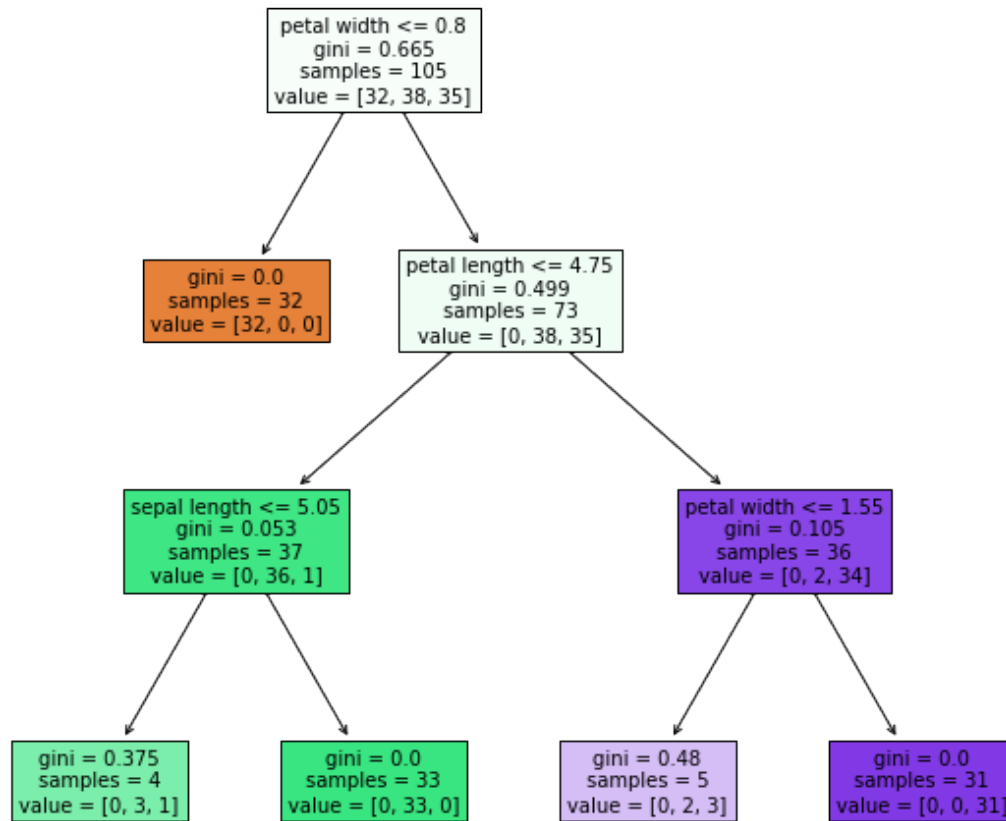 petal width <= 0.8
gini = 0.665
samples = 105
value = [32, 38, 35]
gini = 0.0
samples = 32
value = [32, 0, 0]
petal length <= 4.75
gini = 0.499
samples = 73
value = [0, 38, 35]
sepal length <= 5.05
gini = 0.053
samples = 37
value = [0, 36, 1]
petal width <= 1.55
gini = 0.105
samples = 36
value = [0, 2, 34]
gini = 0.375
samples = 4
value = [0, 3, 1]
gini = 0.0
samples = 33
value = [0, 33, 0]
gini = 0.48
samples = 5
value = [0, 2, 3]
gini = 0.0
samples = 31
value = [0, 0, 31]